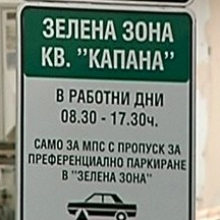 ЗЕЛЕНА ЗОНА
КВ. "КАПАНА"
В РАБОТНИ ДНИ
08.30 - 17.30ч.
САМО ЗА МПС С ПРОПУСК ЗА
ПРЕФЕРЕНЦИАЛНО ПАРКИРАНЕ
В "ЗЕЛЕНА ЗОНА"